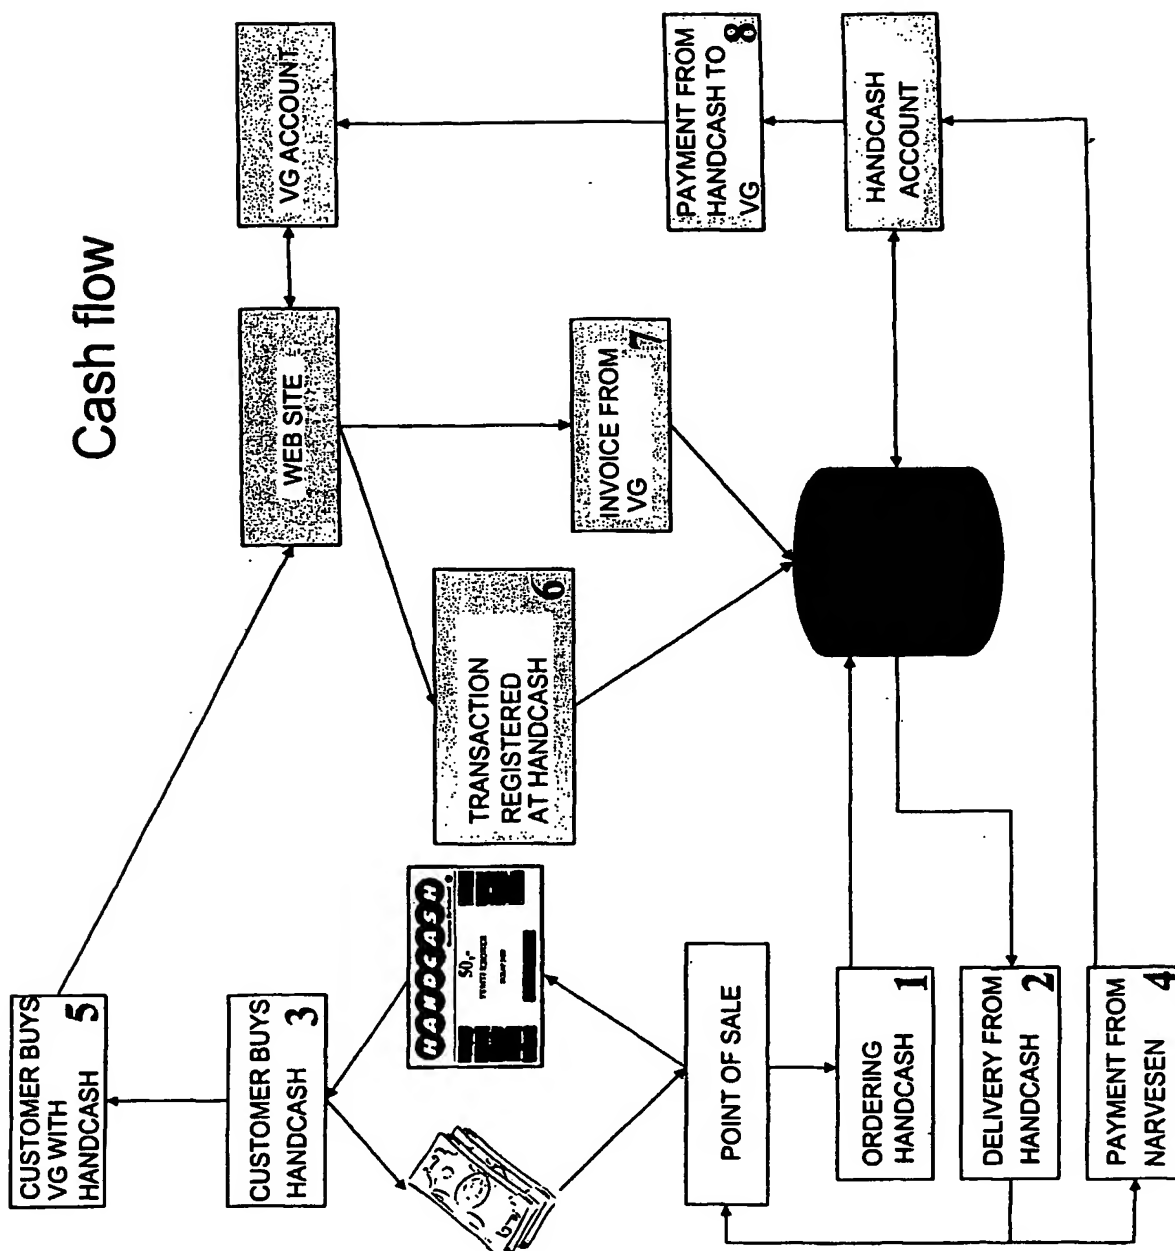 Cash flow
CUSTOMER BUYS
VG WITH
HANDCASH
5
WEB SITE
VG ACCOUNT
CUSTOMER BUYS
HANDCASH
3
HANDCASH
50,-
TRANSACTION
REGISTERED
AT HANDCASH
6
INVOICE FROM
VG
7
PAYMENT FROM
HANDCASH TO
VG
8
POINT OF SALE
HANDCASH
ACCOUNT
ORDERING
HANDCASH
1
DELIVERY FROM
HANDCASH
2
PAYMENT FROM
NARVESEN
4